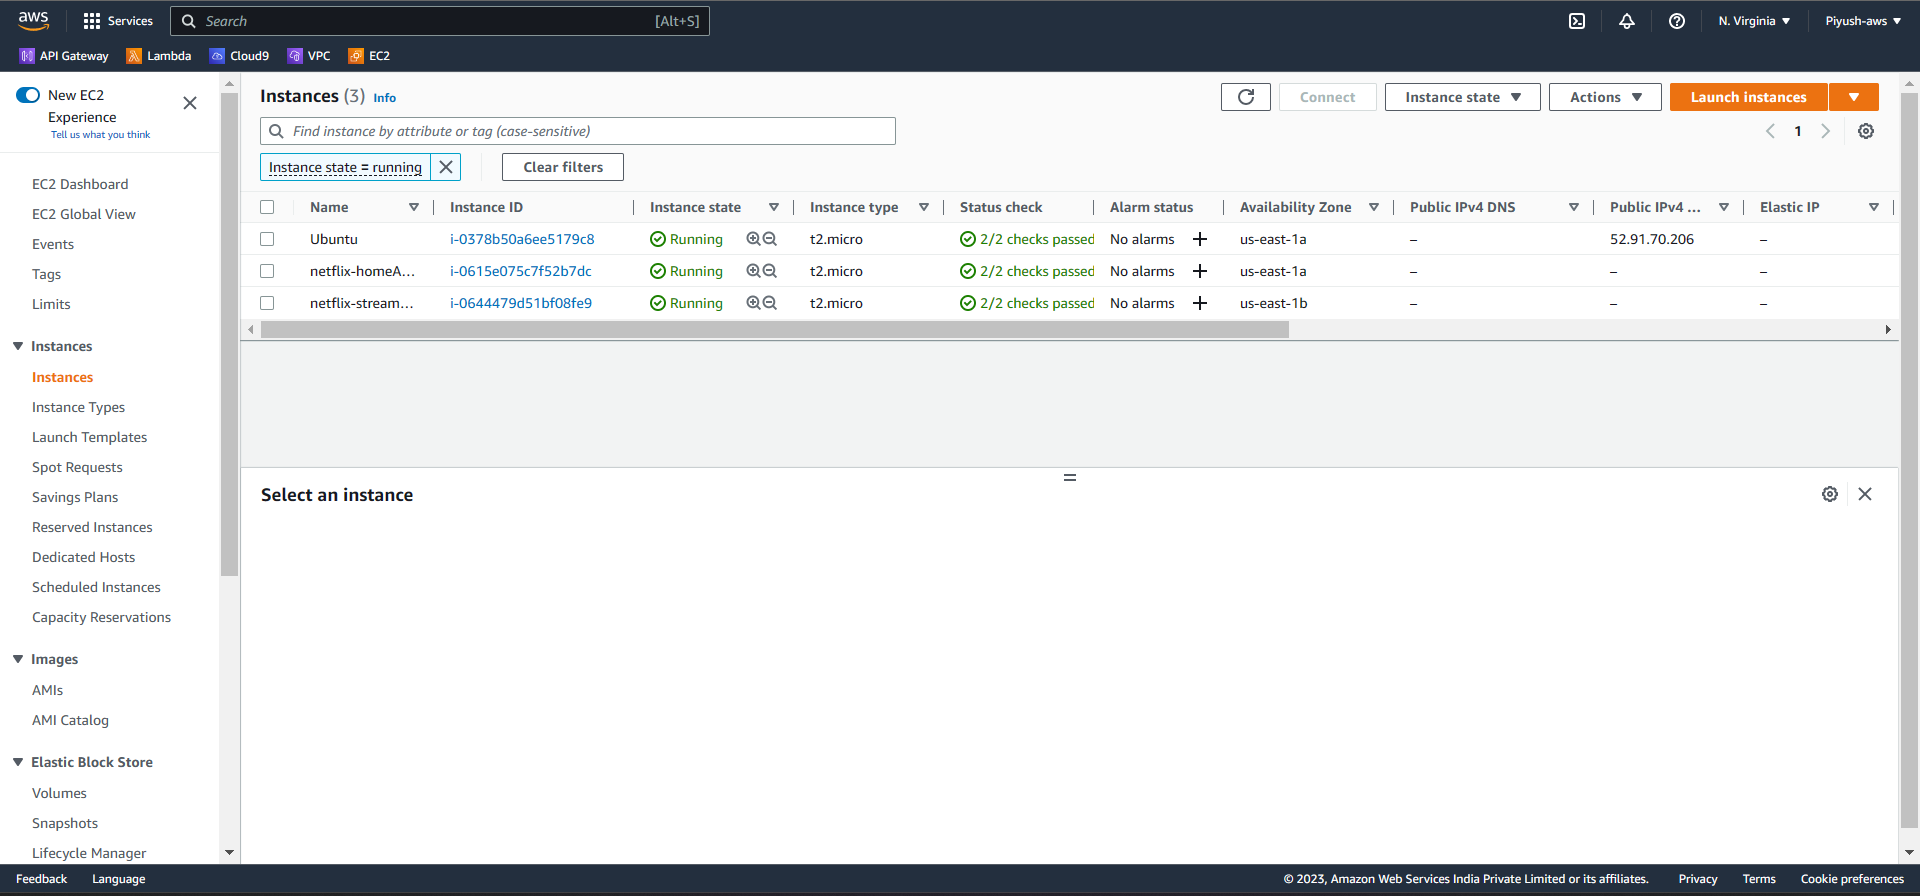 aws Services Search [Alt+S] N. Virginia Piyush-aws
API Gateway Lambda Cloud9 VPC EC2
New EC2
Experience
Tell us what you think
EC2 Dashboard
EC2 Global View
Events
Tags
Limits
Instances
Instances
Instance Types
Launch Templates
Spot Requests
Savings Plans
Reserved Instances
Dedicated Hosts
Scheduled Instances
Capacity Reservations
Images
AMIs
AMI Catalog
Elastic Block Store
Volumes
Snapshots
Lifecycle Manager
Instances (3) Info Connect Instance state Actions Launch instances
Find instance by attribute or tag (case-sensitive) 1
Instance state = running Clear filters
Name Instance ID Instance state Instance type Status check Alarm status Availability Zone Public IPv4 DNS Public IPv4 ... Elastic IP
Ubuntu i-0378b50a6ee5179c8 Running t2.micro 2/2 checks passed No alarms + us-east-1a – 52.91.70.206 –
netflix-homeA... i-0615e075c7f52b7dc Running t2.micro 2/2 checks passed No alarms + us-east-1a – – –
netflix-stream... i-0644479d51bf08fe9 Running t2.micro 2/2 checks passed No alarms + us-east-1b – – –
Select an instance
Feedback Language © 2023, Amazon Web Services India Private Limited or its affiliates. Privacy Terms Cookie preferences